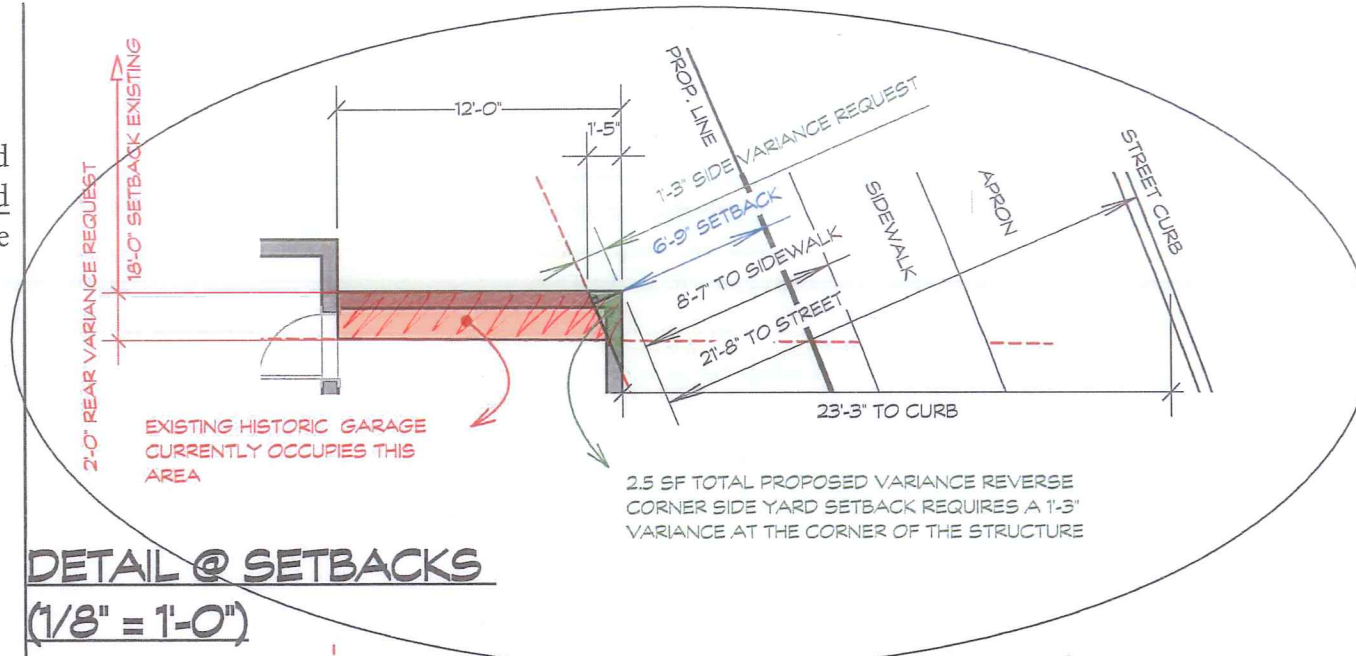 d
d
e
18'-0" SETBACK EXISTING
2'-0" REAR VARIANCE REQUEST
12'-0"
1'-5"
PROP. LINE
1'-3" SIDE VARIANCE REQUEST
6'-9" SETBACK
8'-7" TO SIDEWALK
21'-8" TO STREET
SIDEWALK
APRON
STREET CURB
23'-3" TO CURB
EXISTING HISTORIC GARAGE
CURRENTLY OCCUPIES THIS
AREA
2.5 SF TOTAL PROPOSED VARIANCE REVERSE
CORNER SIDE YARD SETBACK REQUIRES A 1'-3"
VARIANCE AT THE CORNER OF THE STRUCTURE
DETAIL @ SETBACKS
(1/8" = 1'-0")